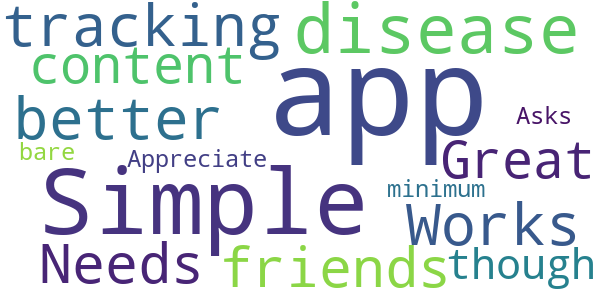 tracking disease
content app
better Asks
bare Appreciate Great
Simple minimum
Works
Needs friends though